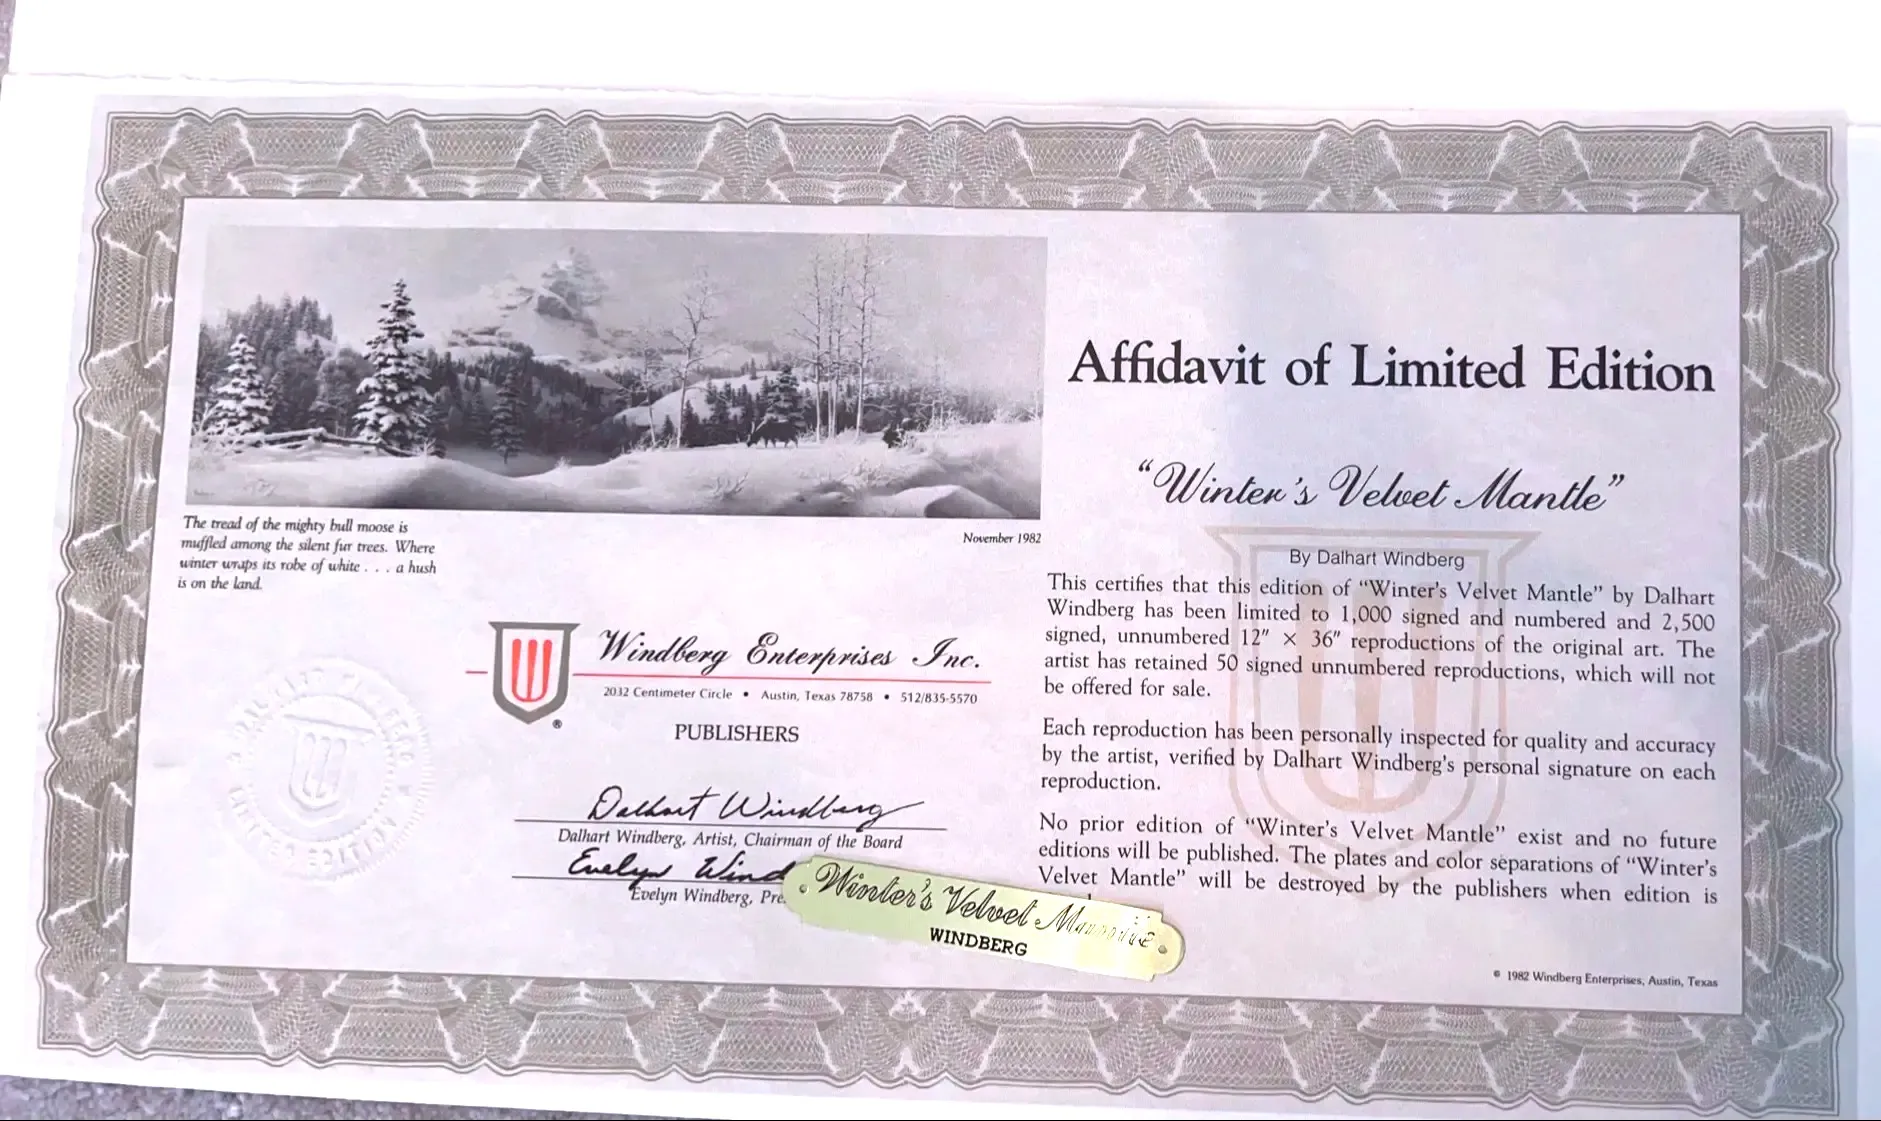 The tread of the mighty bull moose is
muffled among the silent fur trees. Where
winter wraps its robe of white . . . a hush
is on the land.
November 1982
Windberg Enterprises Inc.
2032 Centimeter Circle • Austin, Texas 78758 • 512/835-5570
®
PUBLISHERS
Dalhart Windberg
Dalhart Windberg, Artist, Chairman of the Board
Evelyn Wind
Evelyn Windberg, Pre
LIMITED EDITION
Affidavit of Limited Edition
“Winter’s Velvet Mantle”
By Dalhart Windberg
This certifies that this edition of “Winter’s Velvet Mantle” by Dalhart
Windberg has been limited to 1,000 signed and numbered and 2,500
signed, unnumbered 12″ × 36″ reproductions of the original art. The
artist has retained 50 signed unnumbered reproductions, which will not
be offered for sale.
Each reproduction has been personally inspected for quality and accuracy
by the artist, verified by Dalhart Windberg’s personal signature on each
reproduction.
No prior edition of “Winter’s Velvet Mantle” exist and no future
editions will be published. The plates and color separations of “Winter’s
Velvet Mantle” will be destroyed by the publishers when edition is
© 1982 Windberg Enterprises, Austin, Texas
Winter’s Velvet
WINDBERG